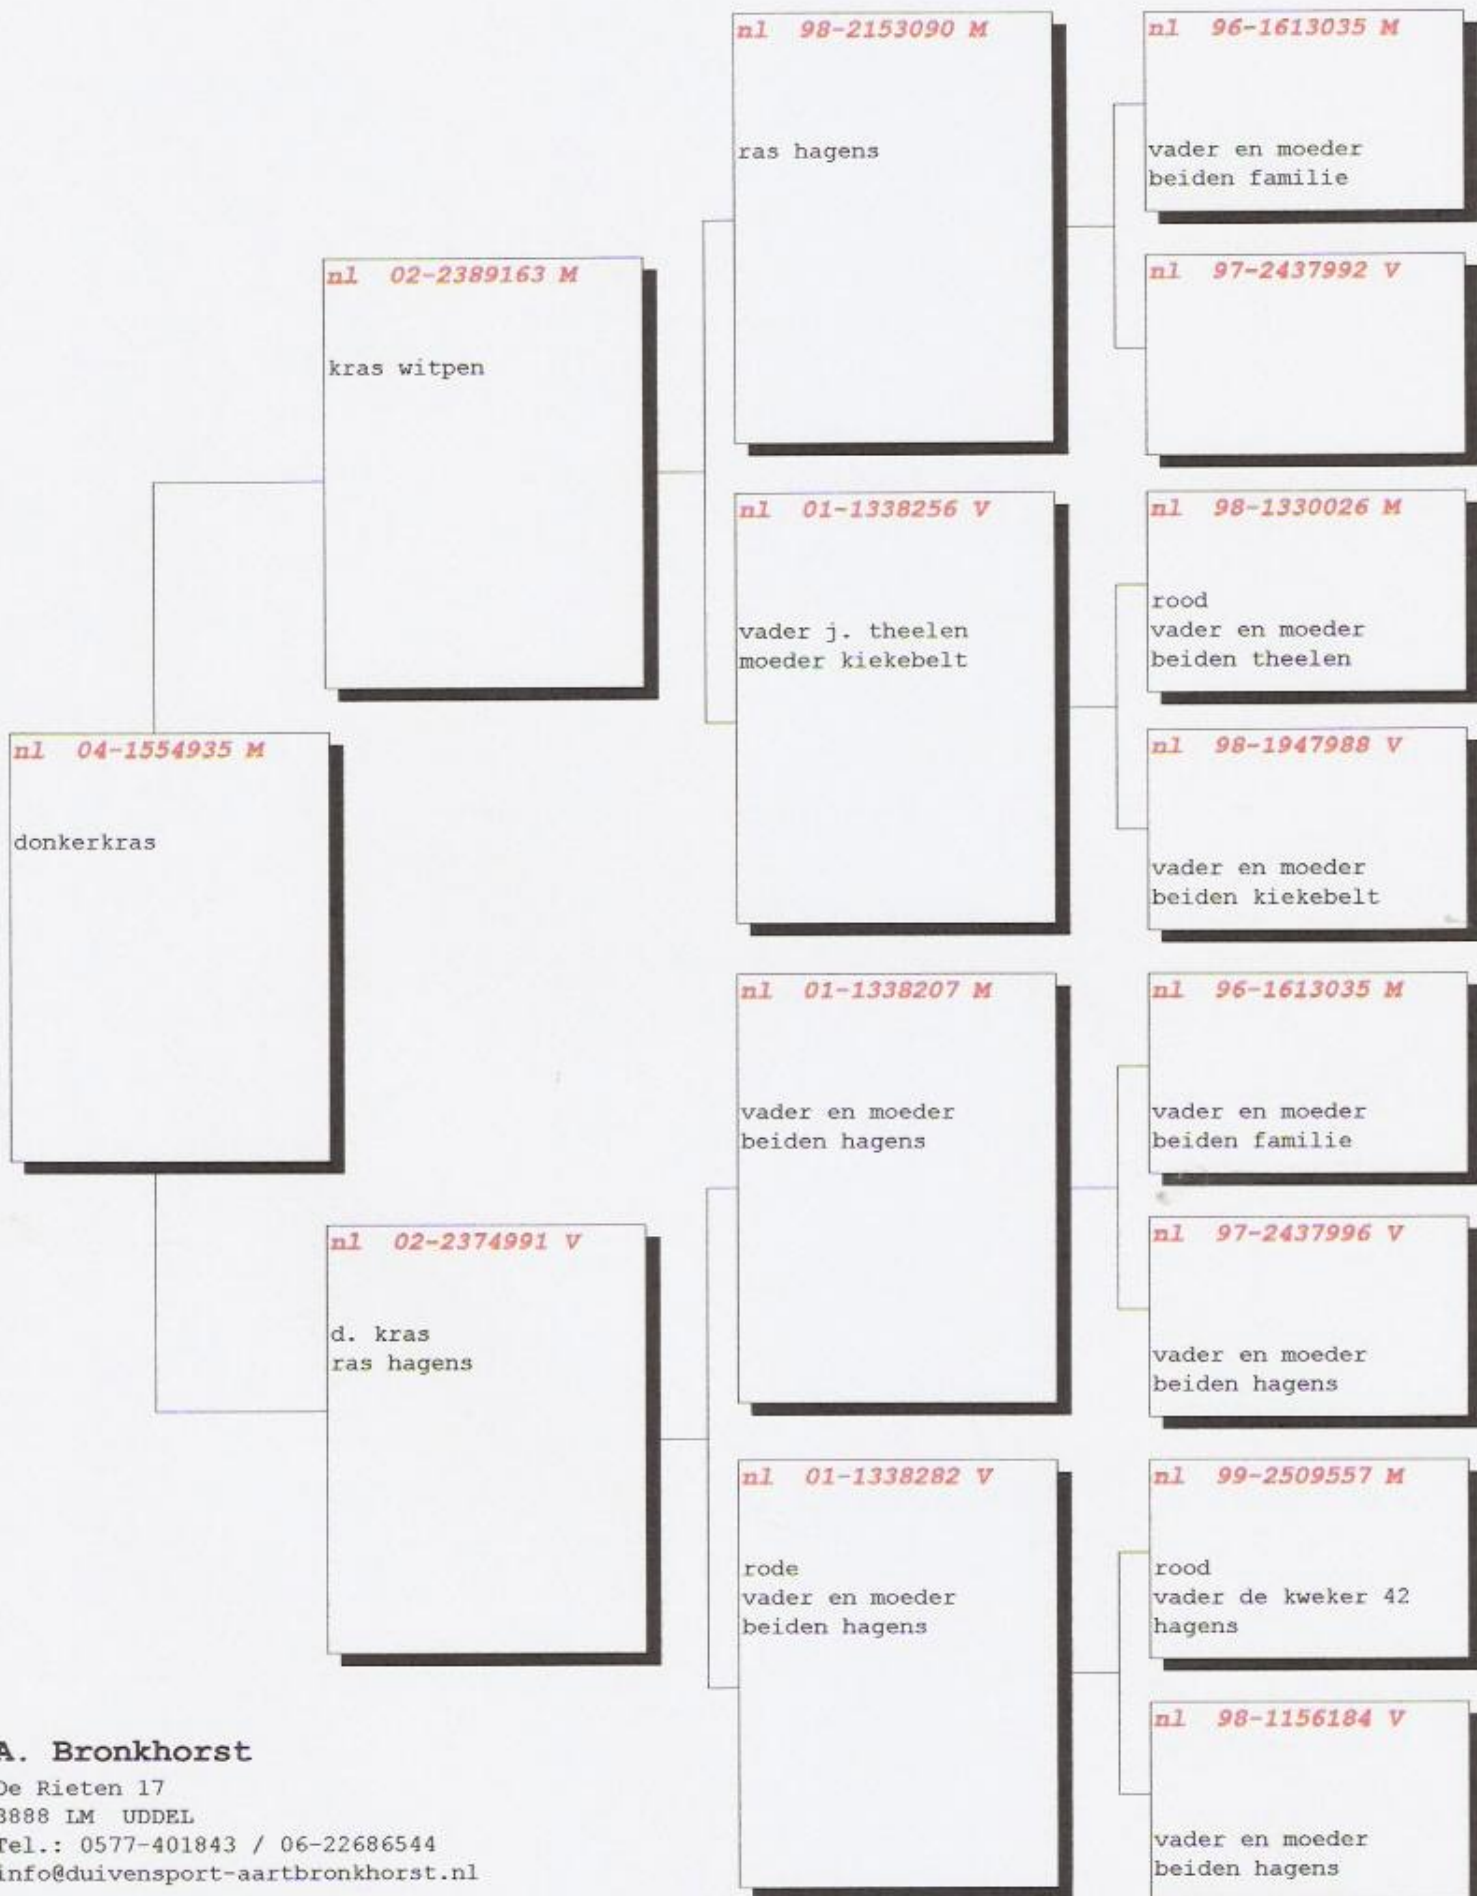 nl 04-1554935 M
donkerkras
nl 02-2389163 M
kras witpen
nl 02-2374991 V
d. kras
ras hagens
nl 98-2153090 M
ras hagens
nl 01-1338256 V
vader j. theelen
moeder kiekebelt
nl 01-1338207 M
vader en moeder
beiden hagens
nl 01-1338282 V
rode
vader en moeder
beiden hagens
nl 96-1613035 M
vader en moeder
beiden familie
nl 97-2437992 V
nl 98-1330026 M
rood
vader en moeder
beiden theelen
nl 98-1947988 V
vader en moeder
beiden kiekebelt
nl 96-1613035 M
vader en moeder
beiden familie
nl 97-2437996 V
vader en moeder
beiden hagens
nl 99-2509557 M
rood
vader de kweker 42
hagens
nl 98-1156184 V
vader en moeder
beiden hagens
A. Bronkhorst
De Rieten 17
3888 LM UDDEL
Tel.: 0577-401843 / 06-22686544
info@duivensport-aartbronkhorst.nl